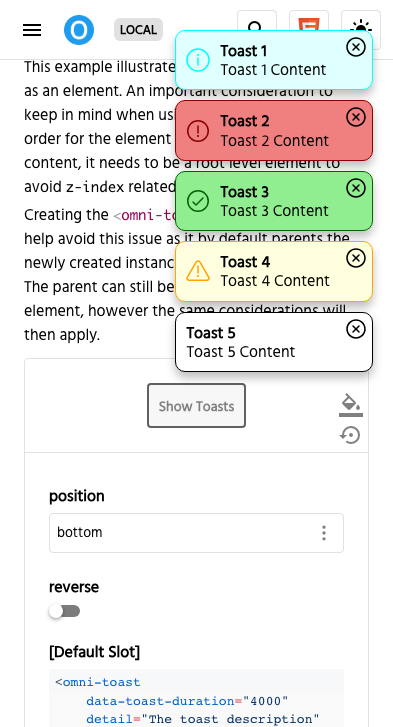 LOCAL
Toast 1
Toast 1 Content
Toast 2
Toast 2 Content
Toast 3
Toast 3 Content
Toast 4
Toast 4 Content
Toast 5
Toast 5 Content
This example illustrate
as an element. An important consideration to
keep in mind when usi
order for the element
content, it needs to be a root level element to
avoid z-index related
Creating the <omni-to
help avoid this issue as it by default parents the
newly created instanc
The parent can still be
element, however the same considerations will
then apply.
Show Toasts
position
bottom
reverse
[Default Slot]
<omni-toast
data-toast-duration="4000"
detail="The toast description"